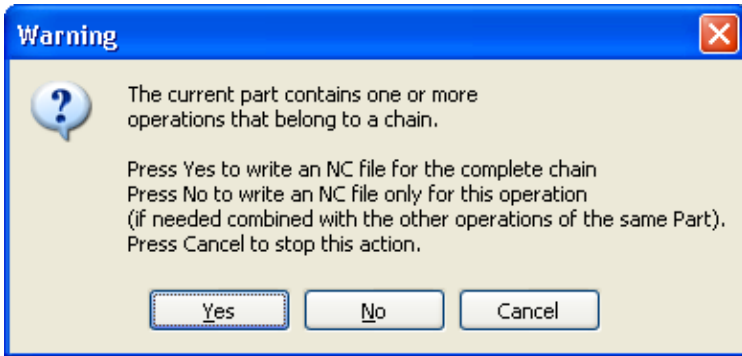 Warning
The current part contains one or more
operations that belong to a chain.
Press Yes to write an NC file for the complete chain
Press No to write an NC file only for this operation
(if needed combined with the other operations of the same Part).
Press Cancel to stop this action.
Yes No Cancel